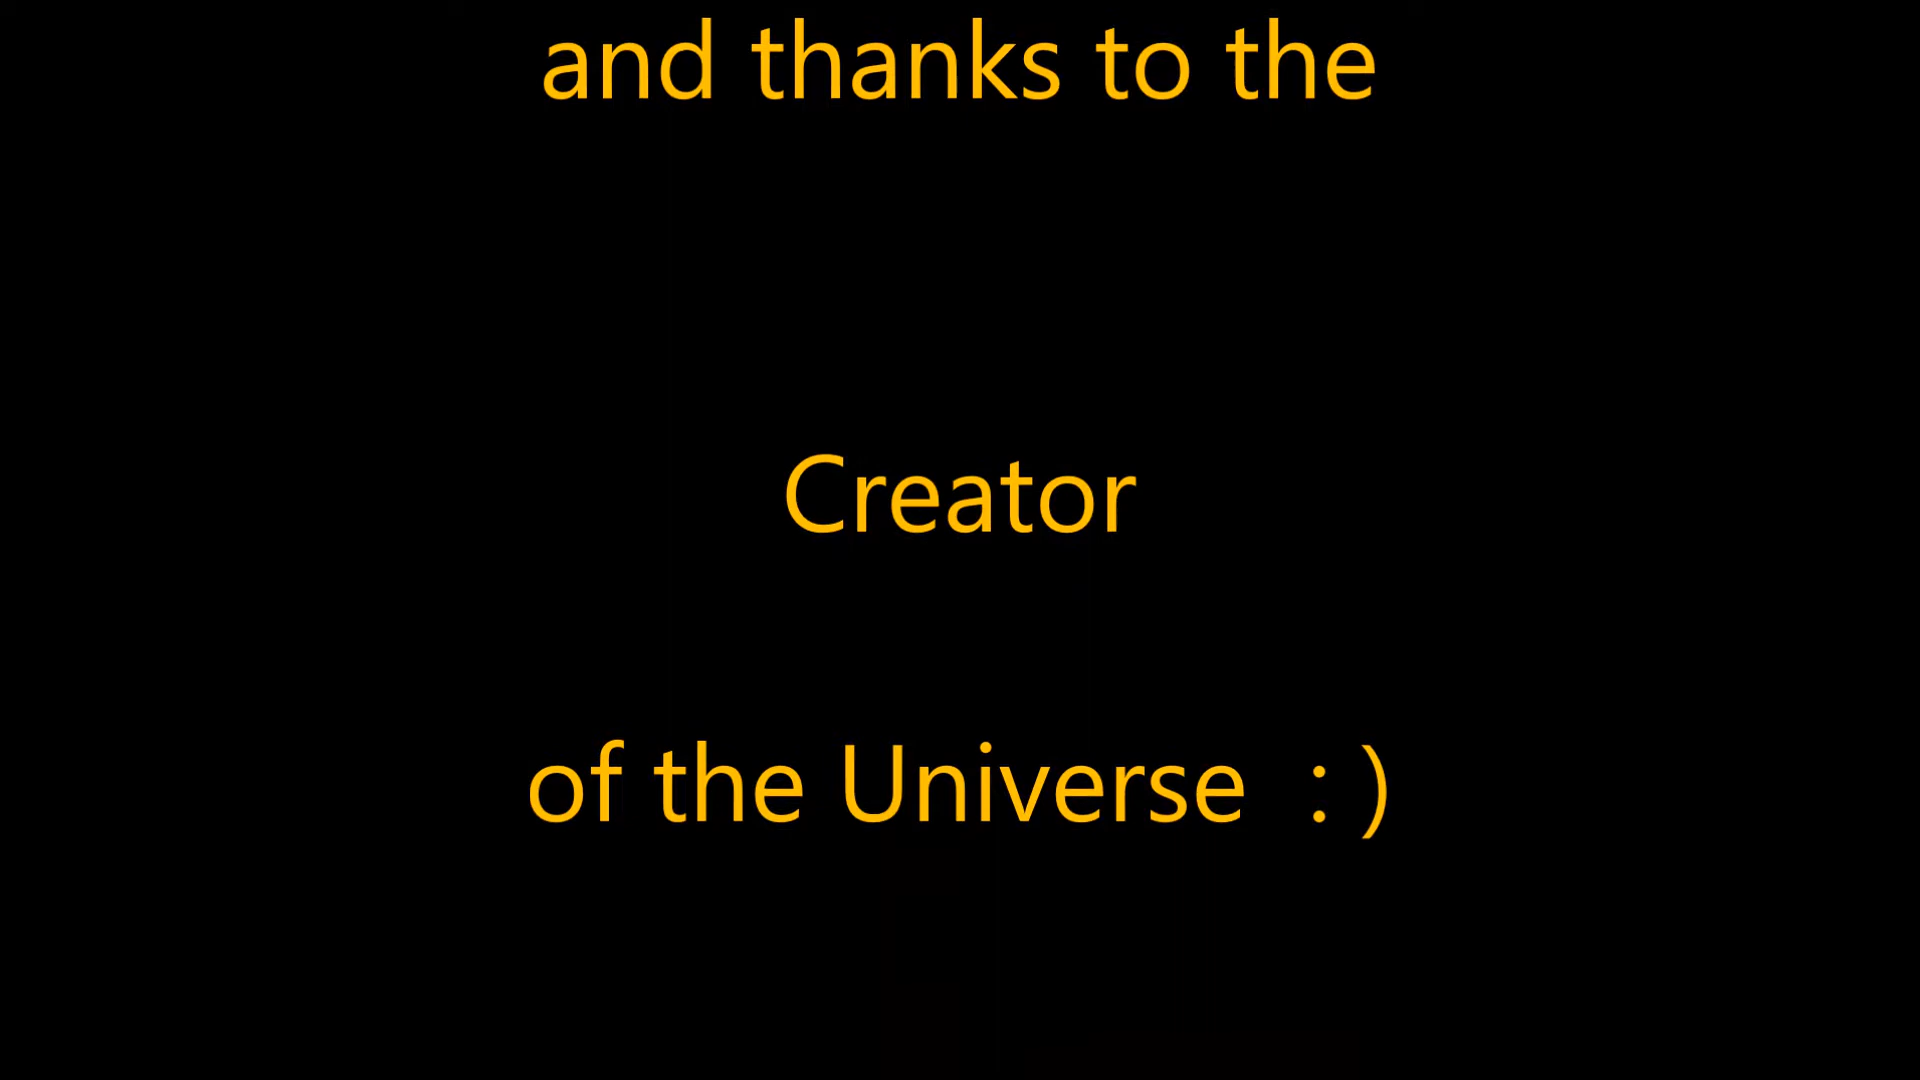 and thanks to the
Creator
of the Universe  : )